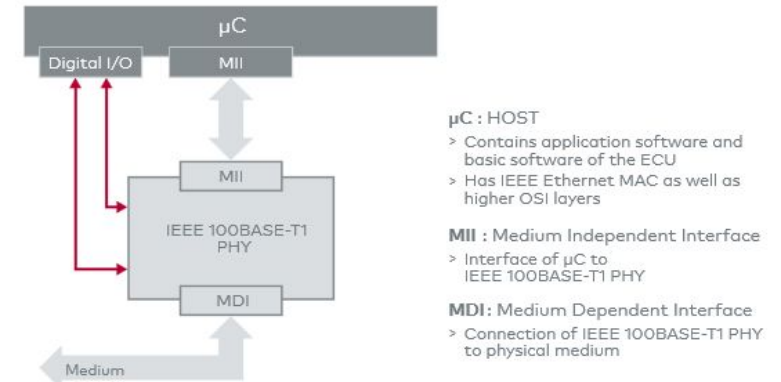 µC
Digital I/O
MII
MII
IEEE 100BASE-T1
PHY
MDI
Medium
µC : HOST
> Contains application software and
basic software of the ECU
> Has IEEE Ethernet MAC as well as
higher OSI layers
MII : Medium Independent Interface
> Interface of µC to
IEEE 100BASE-T1 PHY
MDI : Medium Dependent Interface
> Connection of IEEE 100BASE-T1 PHY
to physical medium